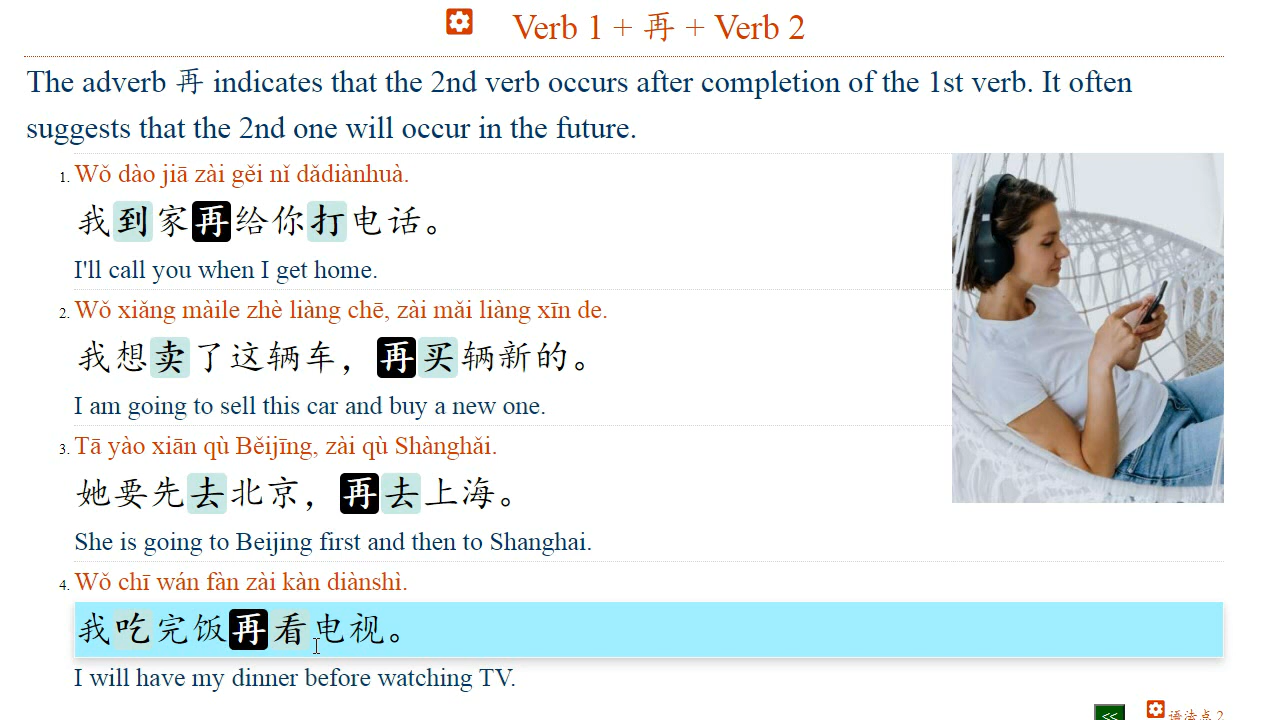 Verb 1 + 再 + Verb 2
The adverb 再 indicates that the 2nd verb occurs after completion of the 1st verb. It often
suggests that the 2nd one will occur in the future.
1. Wǒ dào jiā zài gěi nǐ dǎdiànhuà.
我到家再给你打电话。
I'll call you when I get home.
2. Wǒ xiǎng màile zhè liàng chē, zài mǎi liàng xīn de.
我想卖了这辆车，再买辆新的。
I am going to sell this car and buy a new one.
3. Tā yào xiān qù Běijīng, zài qù Shànghǎi.
她要先去北京，再去上海。
She is going to Beijing first and then to Shanghai.
4. Wǒ chī wán fàn zài kàn diànshì.
我吃完饭再看电视。
I will have my dinner before watching TV.
<< 语法点 2